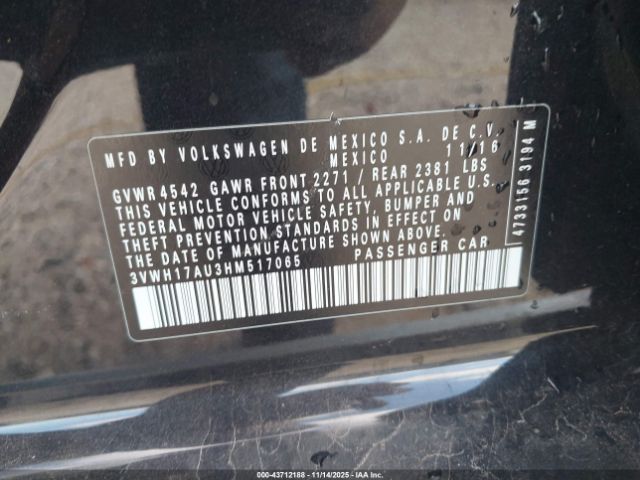 MFD BY VOLKSWAGEN DE MEXICO S.A. DE C.V.
MEXICO 11/16
GVWR 4542 GAWR FRONT 2271 / REAR 2381 LBS
THIS VEHICLE CONFORMS TO ALL APPLICABLE U.S.
FEDERAL MOTOR VEHICLE SAFETY, BUMPER AND
THEFT PREVENTION STANDARDS IN EFFECT ON
THE DATE OF MANUFACTURE SHOWN ABOVE.
3VWH17AU3HM517065 PASSENGER CAR
4733156 3194 M
000-43712188 | 11/14/2025 | IAA Inc.